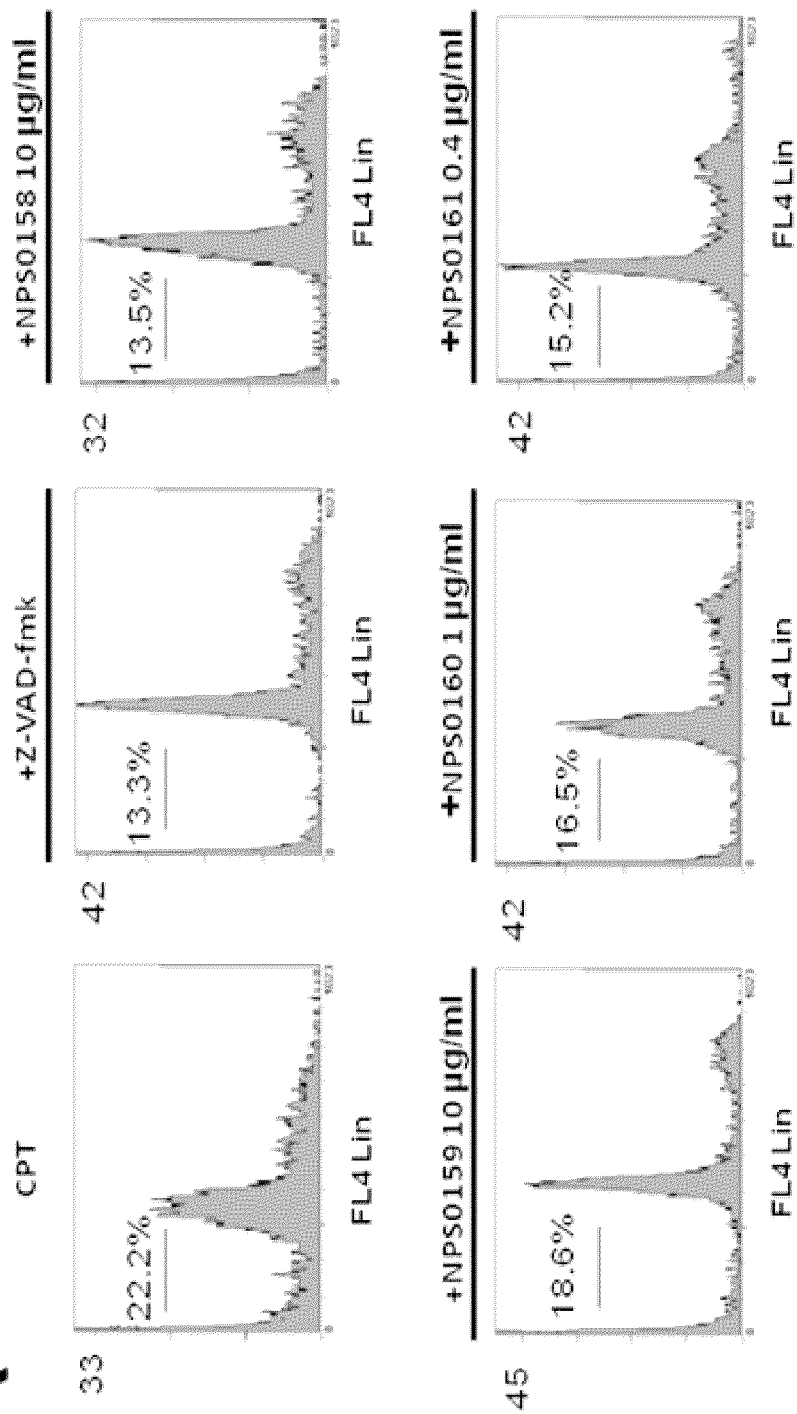 CPT
33
22.2%
FL4 Lin
+Z-VAD-fmk
42
13.3%
FL4 Lin
+NPS0158 10 µg/ml
32
13.5%
FL4 Lin
+NPS0159 10 µg/ml
45
18.6%
FL4 Lin
+NPS0160 1 µg/ml
42
16.5%
FL4 Lin
+NPS0161 0.4 µg/ml
42
15.2%
FL4 Lin